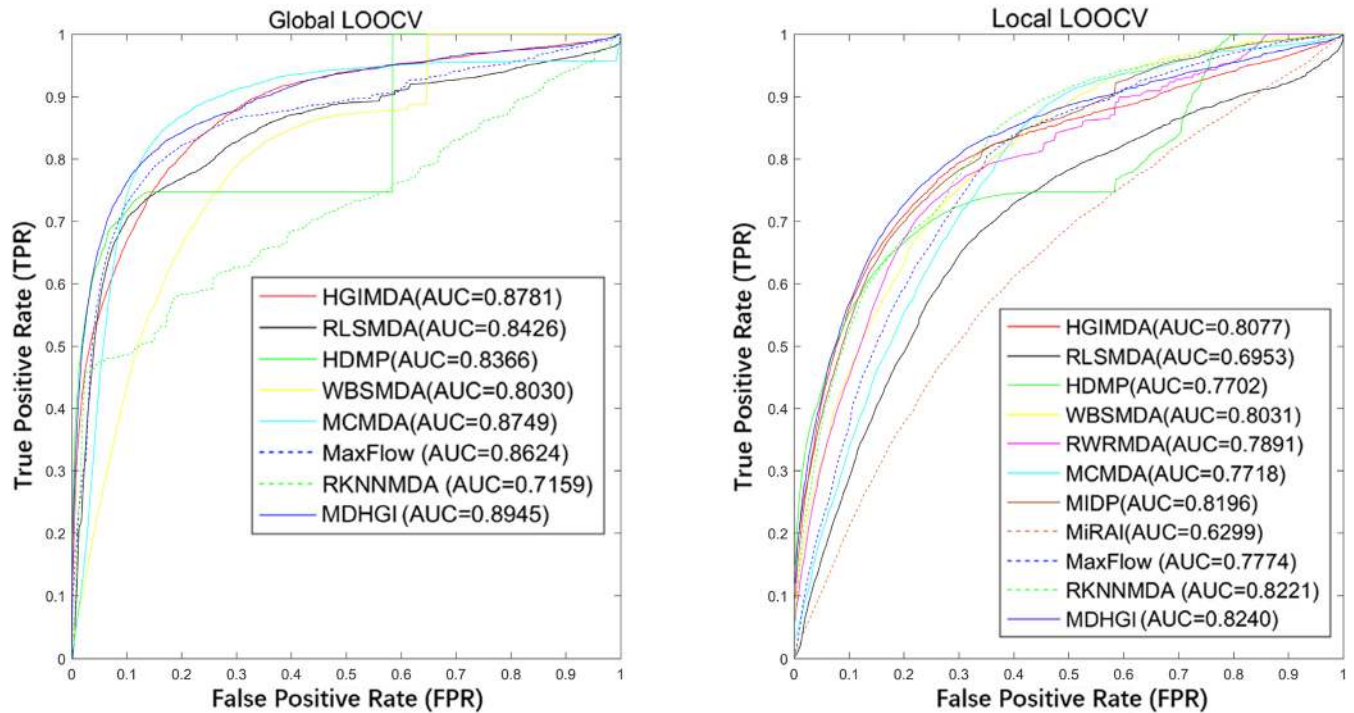 Global LOOCV
1
0.9
0.8
0.7
0.6
0.5
0.4
0.3
0.2
0.1
0
True Positive Rate (TPR)
HGIMDA(AUC=0.8781)
RLSMDA(AUC=0.8426)
HDMP(AUC=0.8366)
WBSMDA(AUC=0.8030)
MCMDA(AUC=0.8749)
MaxFlow (AUC=0.8624)
RKNNMDA (AUC=0.7159)
MDHGI (AUC=0.8945)
0 0.1 0.2 0.3 0.4 0.5 0.6 0.7 0.8 0.9 1
False Positive Rate (FPR)
Local LOOCV
1
0.9
0.8
0.7
0.6
0.5
0.4
0.3
0.2
0.1
0
True Positive Rate (TPR)
HGIMDA(AUC=0.8077)
RLSMDA(AUC=0.6953)
HDMP(AUC=0.7702)
WBSMDA(AUC=0.8031)
RWRMDA(AUC=0.7891)
MCMDA(AUC=0.7718)
MIDP(AUC=0.8196)
MiRAI(AUC=0.6299)
MaxFlow (AUC=0.7774)
RKNNMDA (AUC=0.8221)
MDHGI (AUC=0.8240)
0 0.1 0.2 0.3 0.4 0.5 0.6 0.7 0.8 0.9 1
False Positive Rate (FPR)